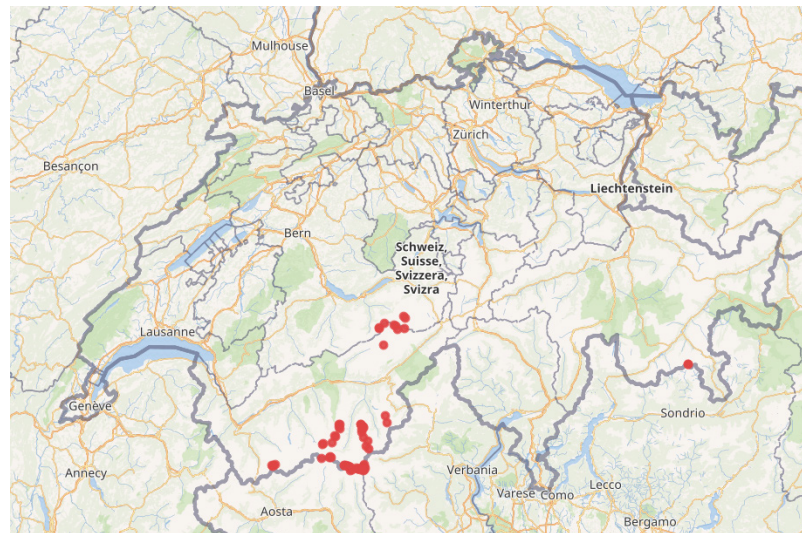 Mulhouse
Basel
Winterthur
Zürich
Besançon
Liechtenstein
Bern
Schweiz,
Suisse,
Svizzera,
Svizra
Lausanne
Genève
Sondrio
Annecy
Verbania
Lecco
Varese
Como
Aosta
Bergamo